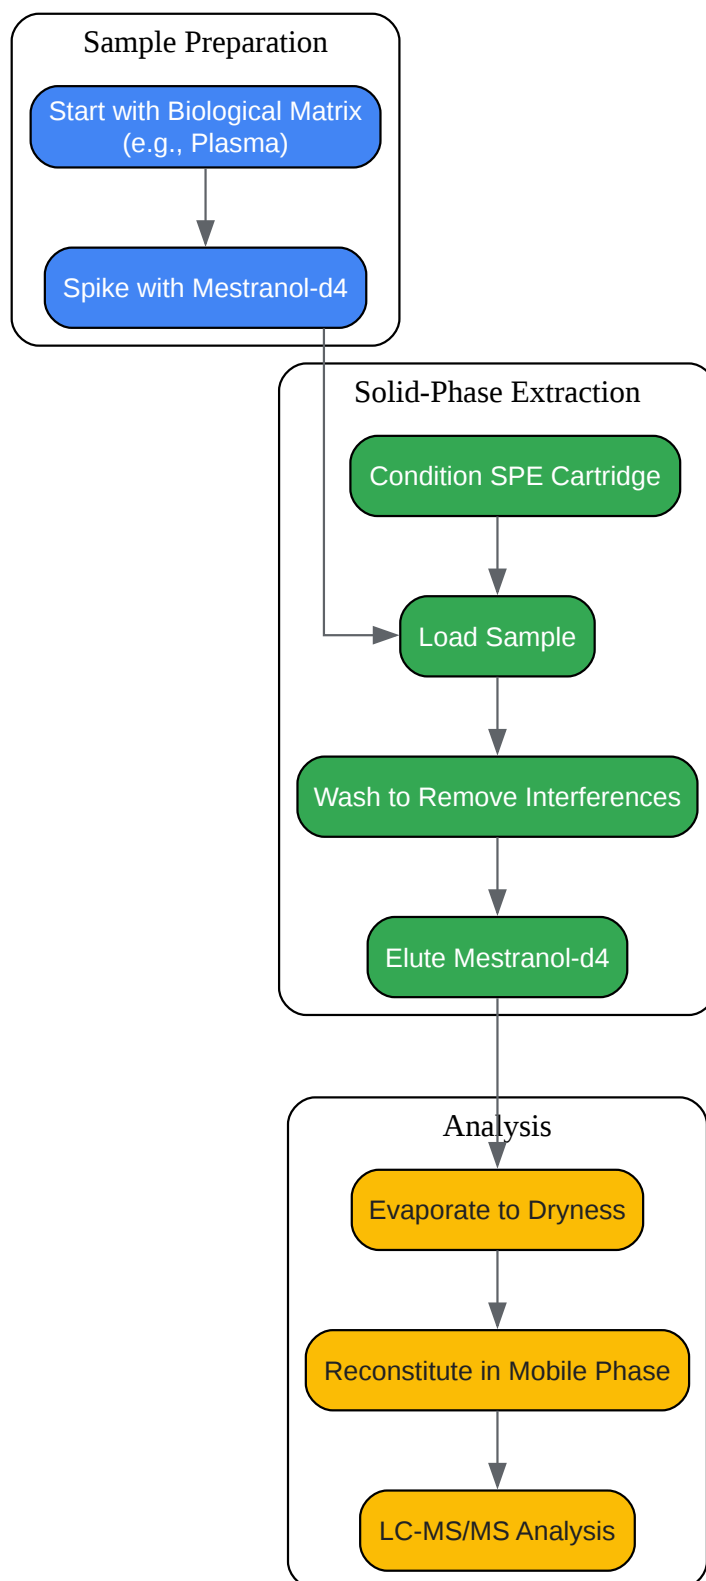 Sample Preparation
Start with Biological Matrix
(e.g., Plasma)
Spike with Mestranol-d4
Solid-Phase Extraction
Condition SPE Cartridge
Load Sample
Wash to Remove Interferences
Elute Mestranol-d4
Analysis
Evaporate to Dryness
Reconstitute in Mobile Phase
LC-MS/MS Analysis